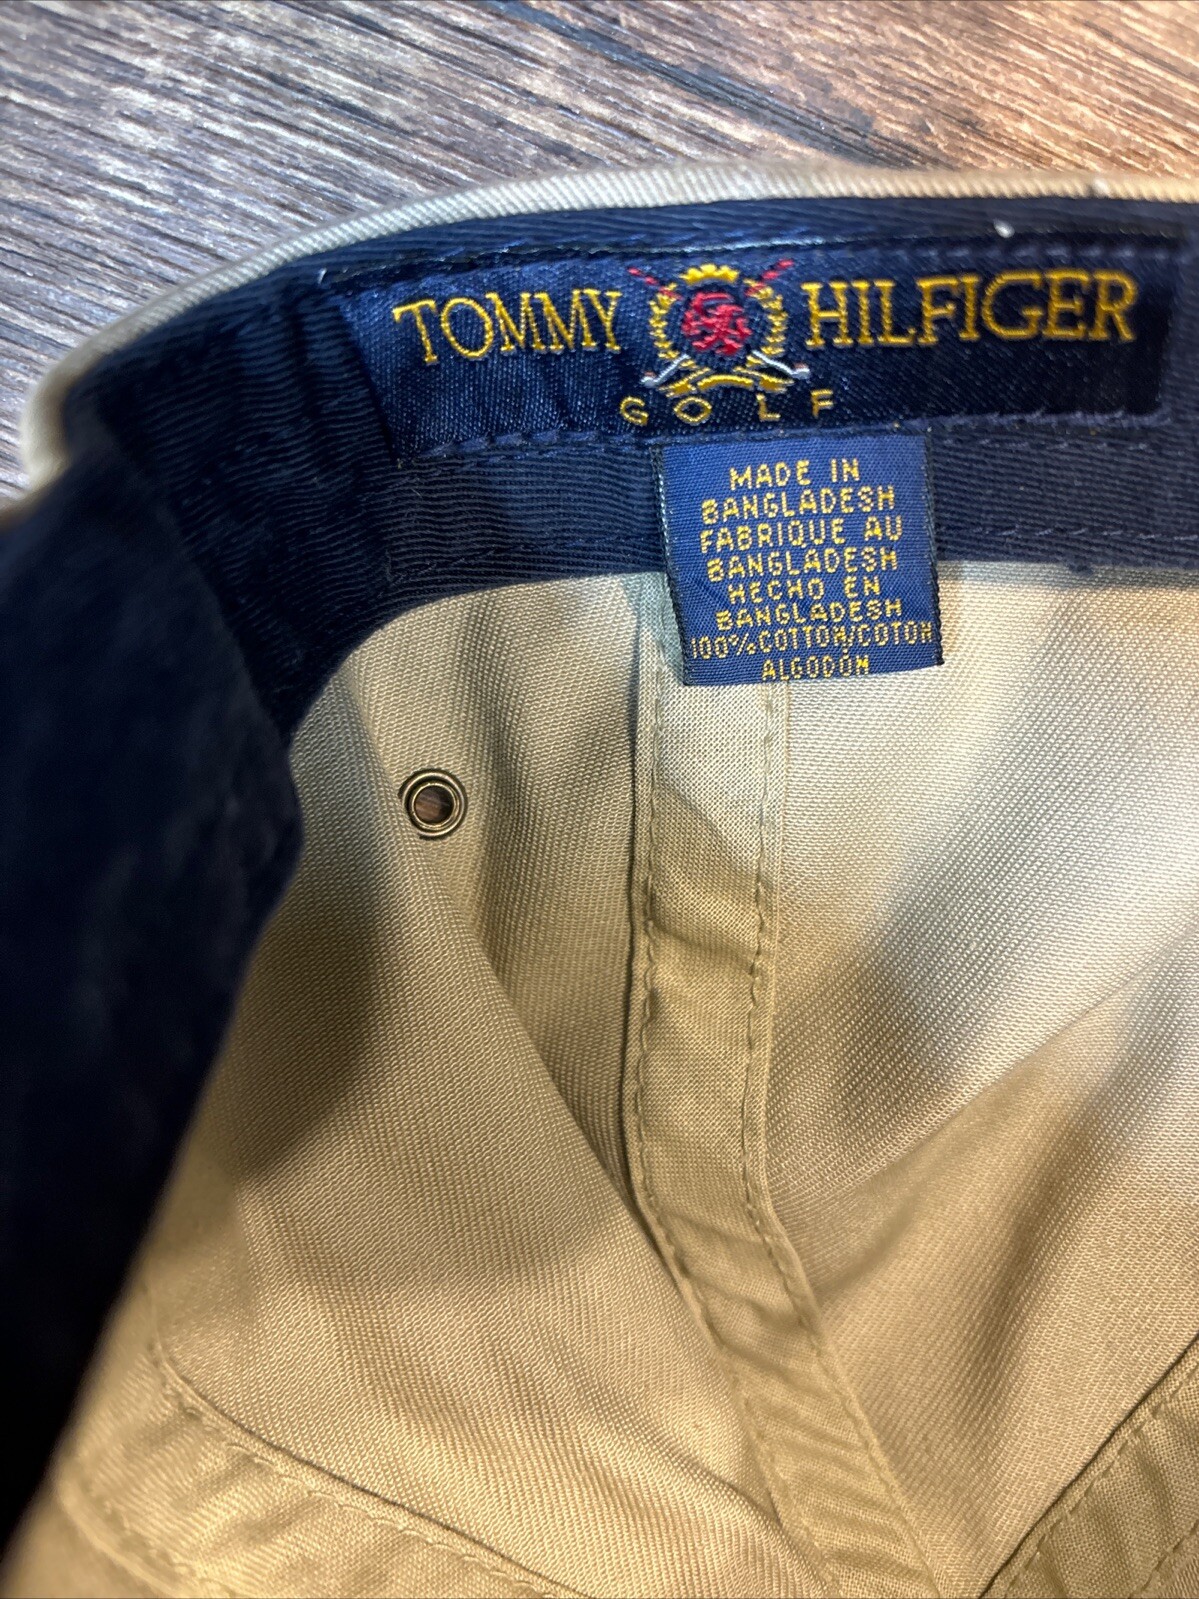 TOMMY HILFIGER
GOLF
MADE IN
BANGLADESH
FABRIQUE AU
BANGLADESH
HECHO EN
BANGLADESH
100% COTTON/COTON
ALGODÓN